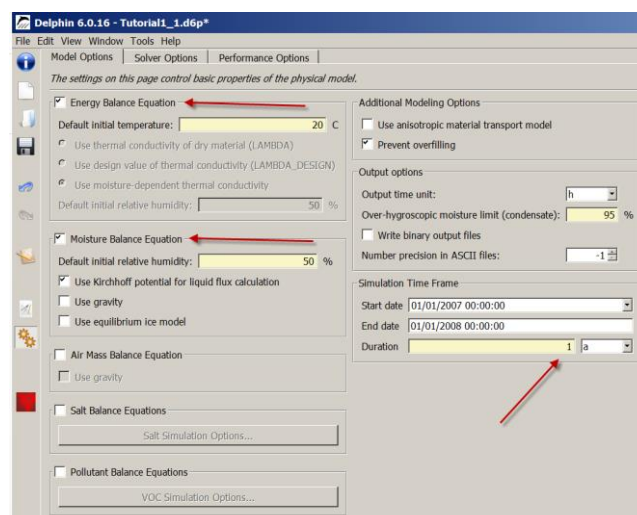 Delphin 6.0.16 - Tutorial1_1.d6p*
File Edit View Window Tools Help
Model Options Solver Options Performance Options
The settings on this page control basic properties of the physical model.
Energy Balance Equation
Default initial temperature: 20 C
Use thermal conductivity of dry material (LAMBDA)
Use design value of thermal conductivity (LAMBDA_DESIGN)
Use moisture-dependent thermal conductivity
Default initial relative humidity: 50 %
Moisture Balance Equation
Default initial relative humidity: 50 %
Use Kirchhoff potential for liquid flux calculation
Use gravity
Use equilibrium ice model
Air Mass Balance Equation
Use gravity
Salt Balance Equations
Salt Simulation Options...
Pollutant Balance Equations
VOC Simulation Options...
Additional Modeling Options
Use anisotropic material transport model
Prevent overfilling
Output options
Output time unit: h
Over-hygroscopic moisture limit (condensate): 95 %
Write binary output files
Number precision in ASCII files: -1
Simulation Time Frame
Start date 01/01/2007 00:00:00
End date 01/01/2008 00:00:00
Duration 1 a